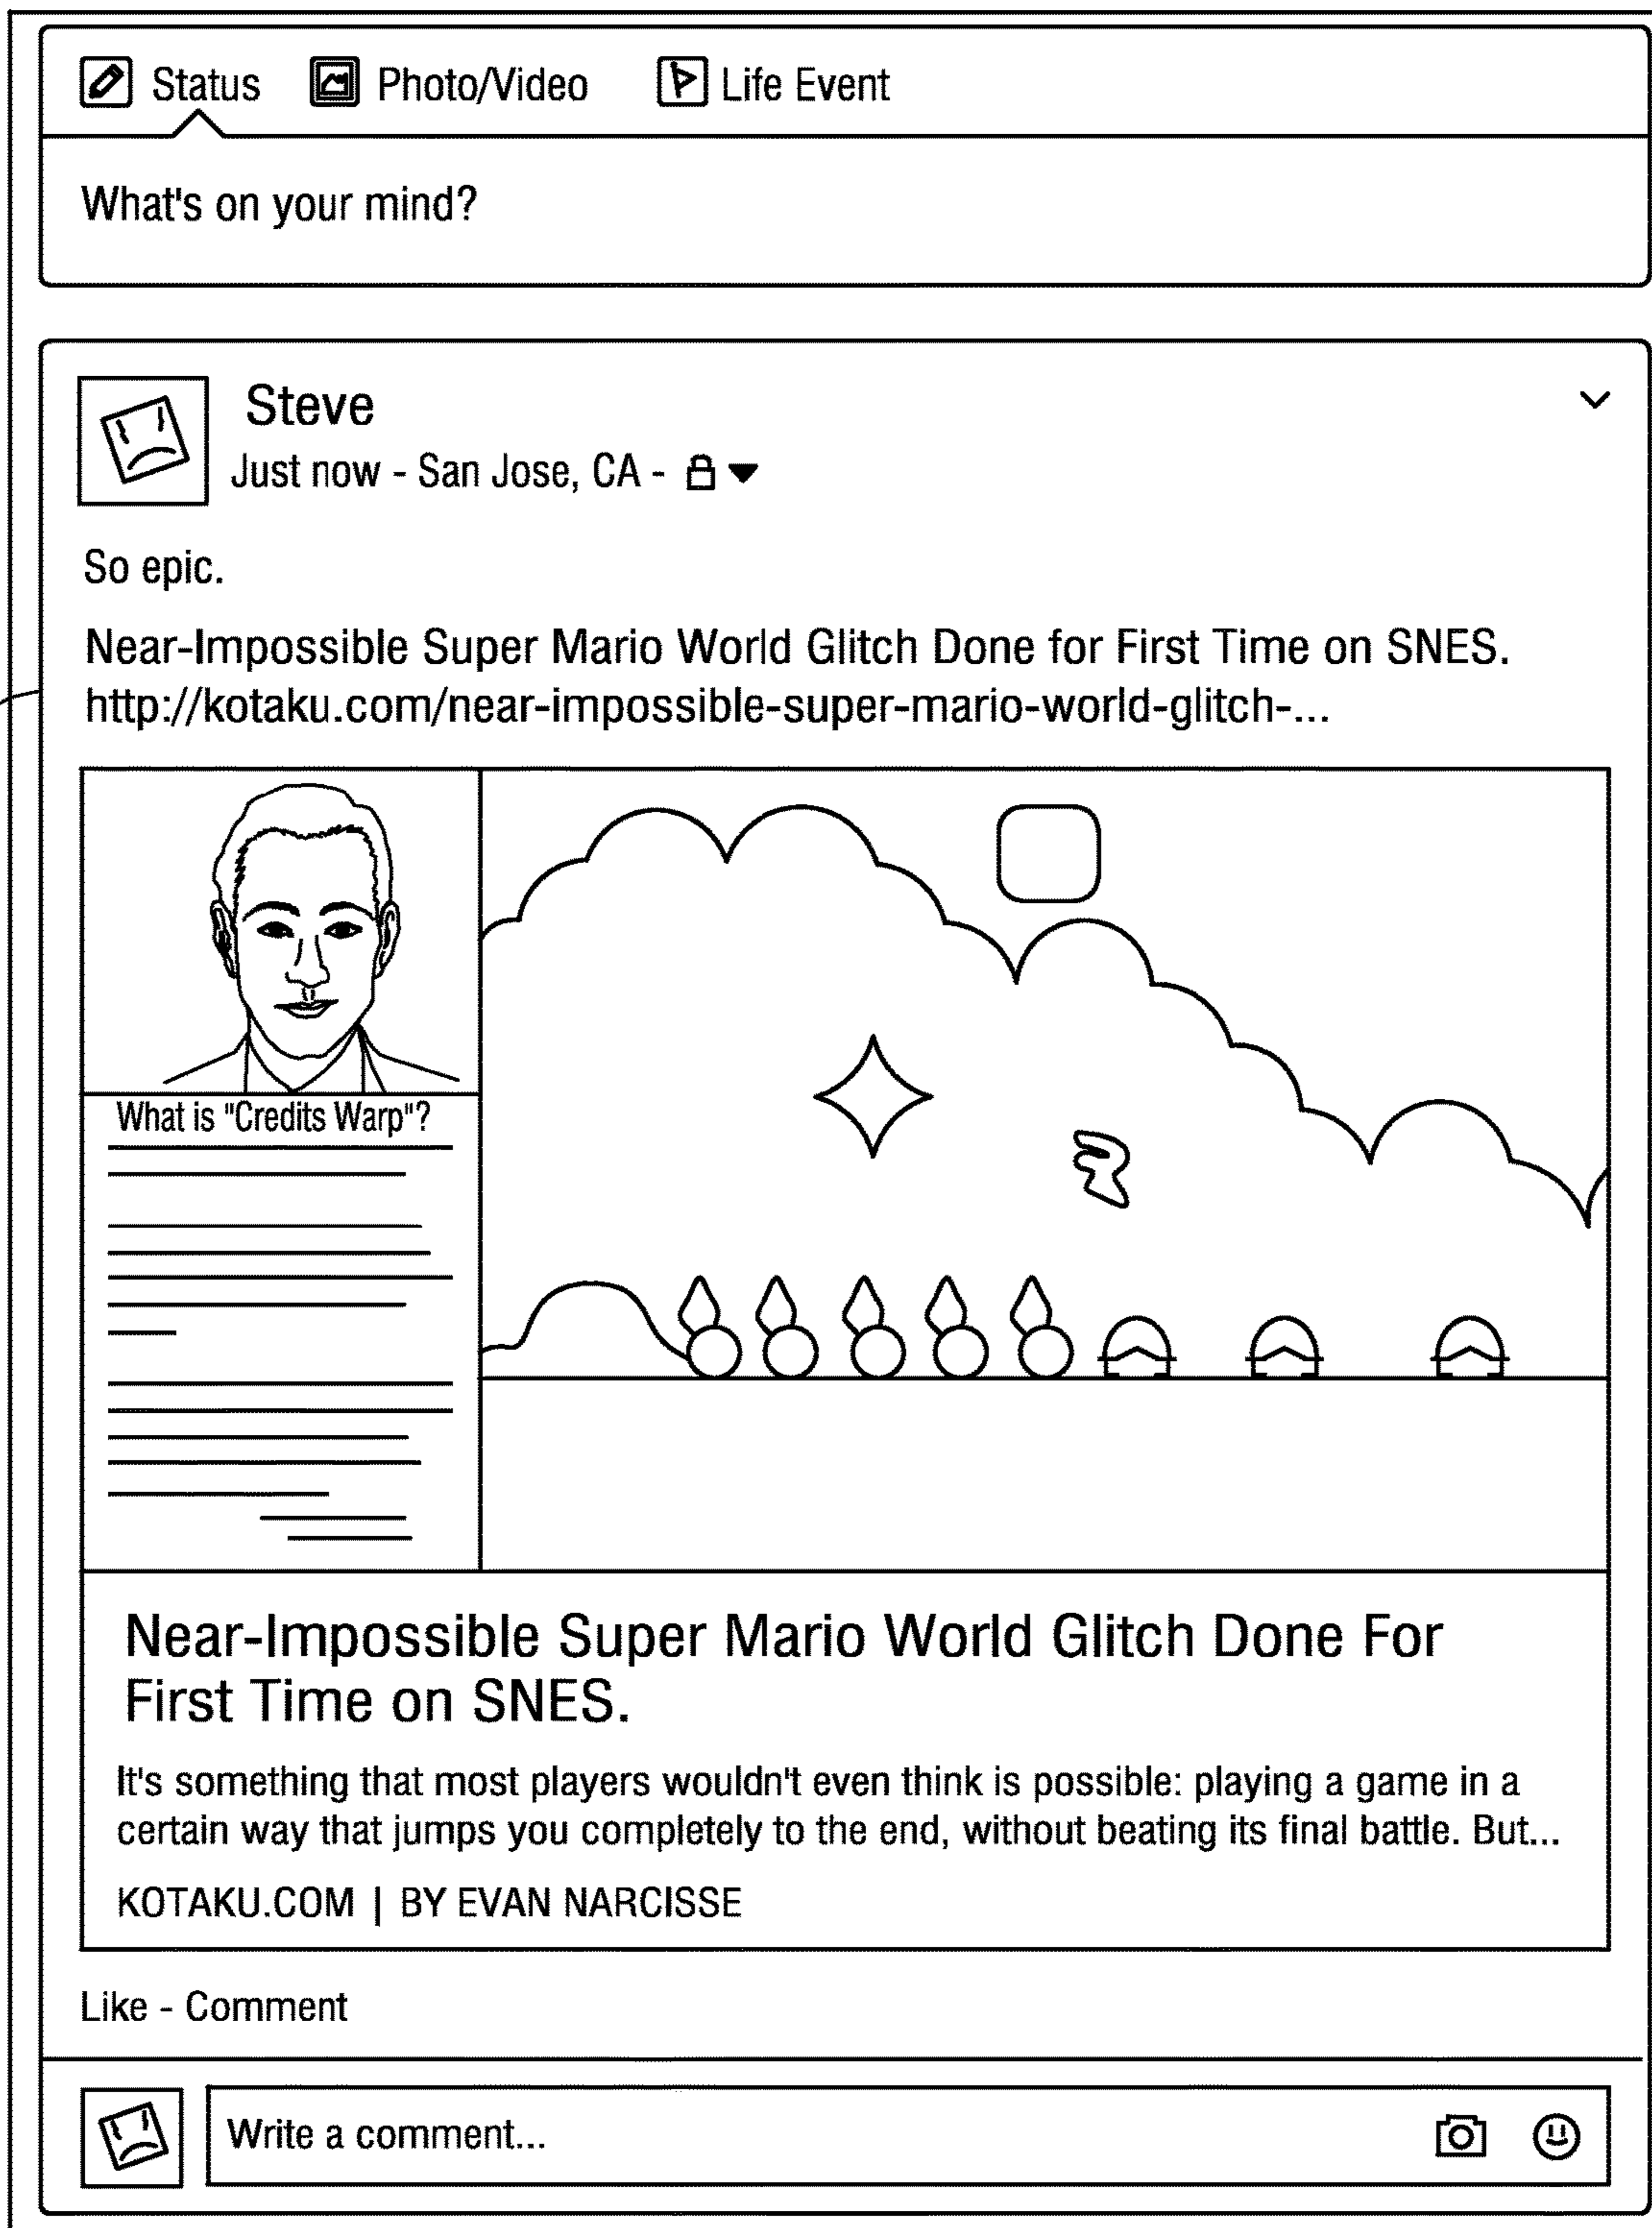 Status Photo/Video Life Event
What's on your mind?
Steve
Just now - San Jose, CA -
So epic.
Near-Impossible Super Mario World Glitch Done for First Time on SNES.
http://kotaku.com/near-impossible-super-mario-world-glitch-...
What is "Credits Warp"?
Near-Impossible Super Mario World Glitch Done For
First Time on SNES.
It's something that most players wouldn't even think is possible: playing a game in a
certain way that jumps you completely to the end, without beating its final battle. But...
KOTAKU.COM | BY EVAN NARCISSE
Like - Comment
Write a comment...